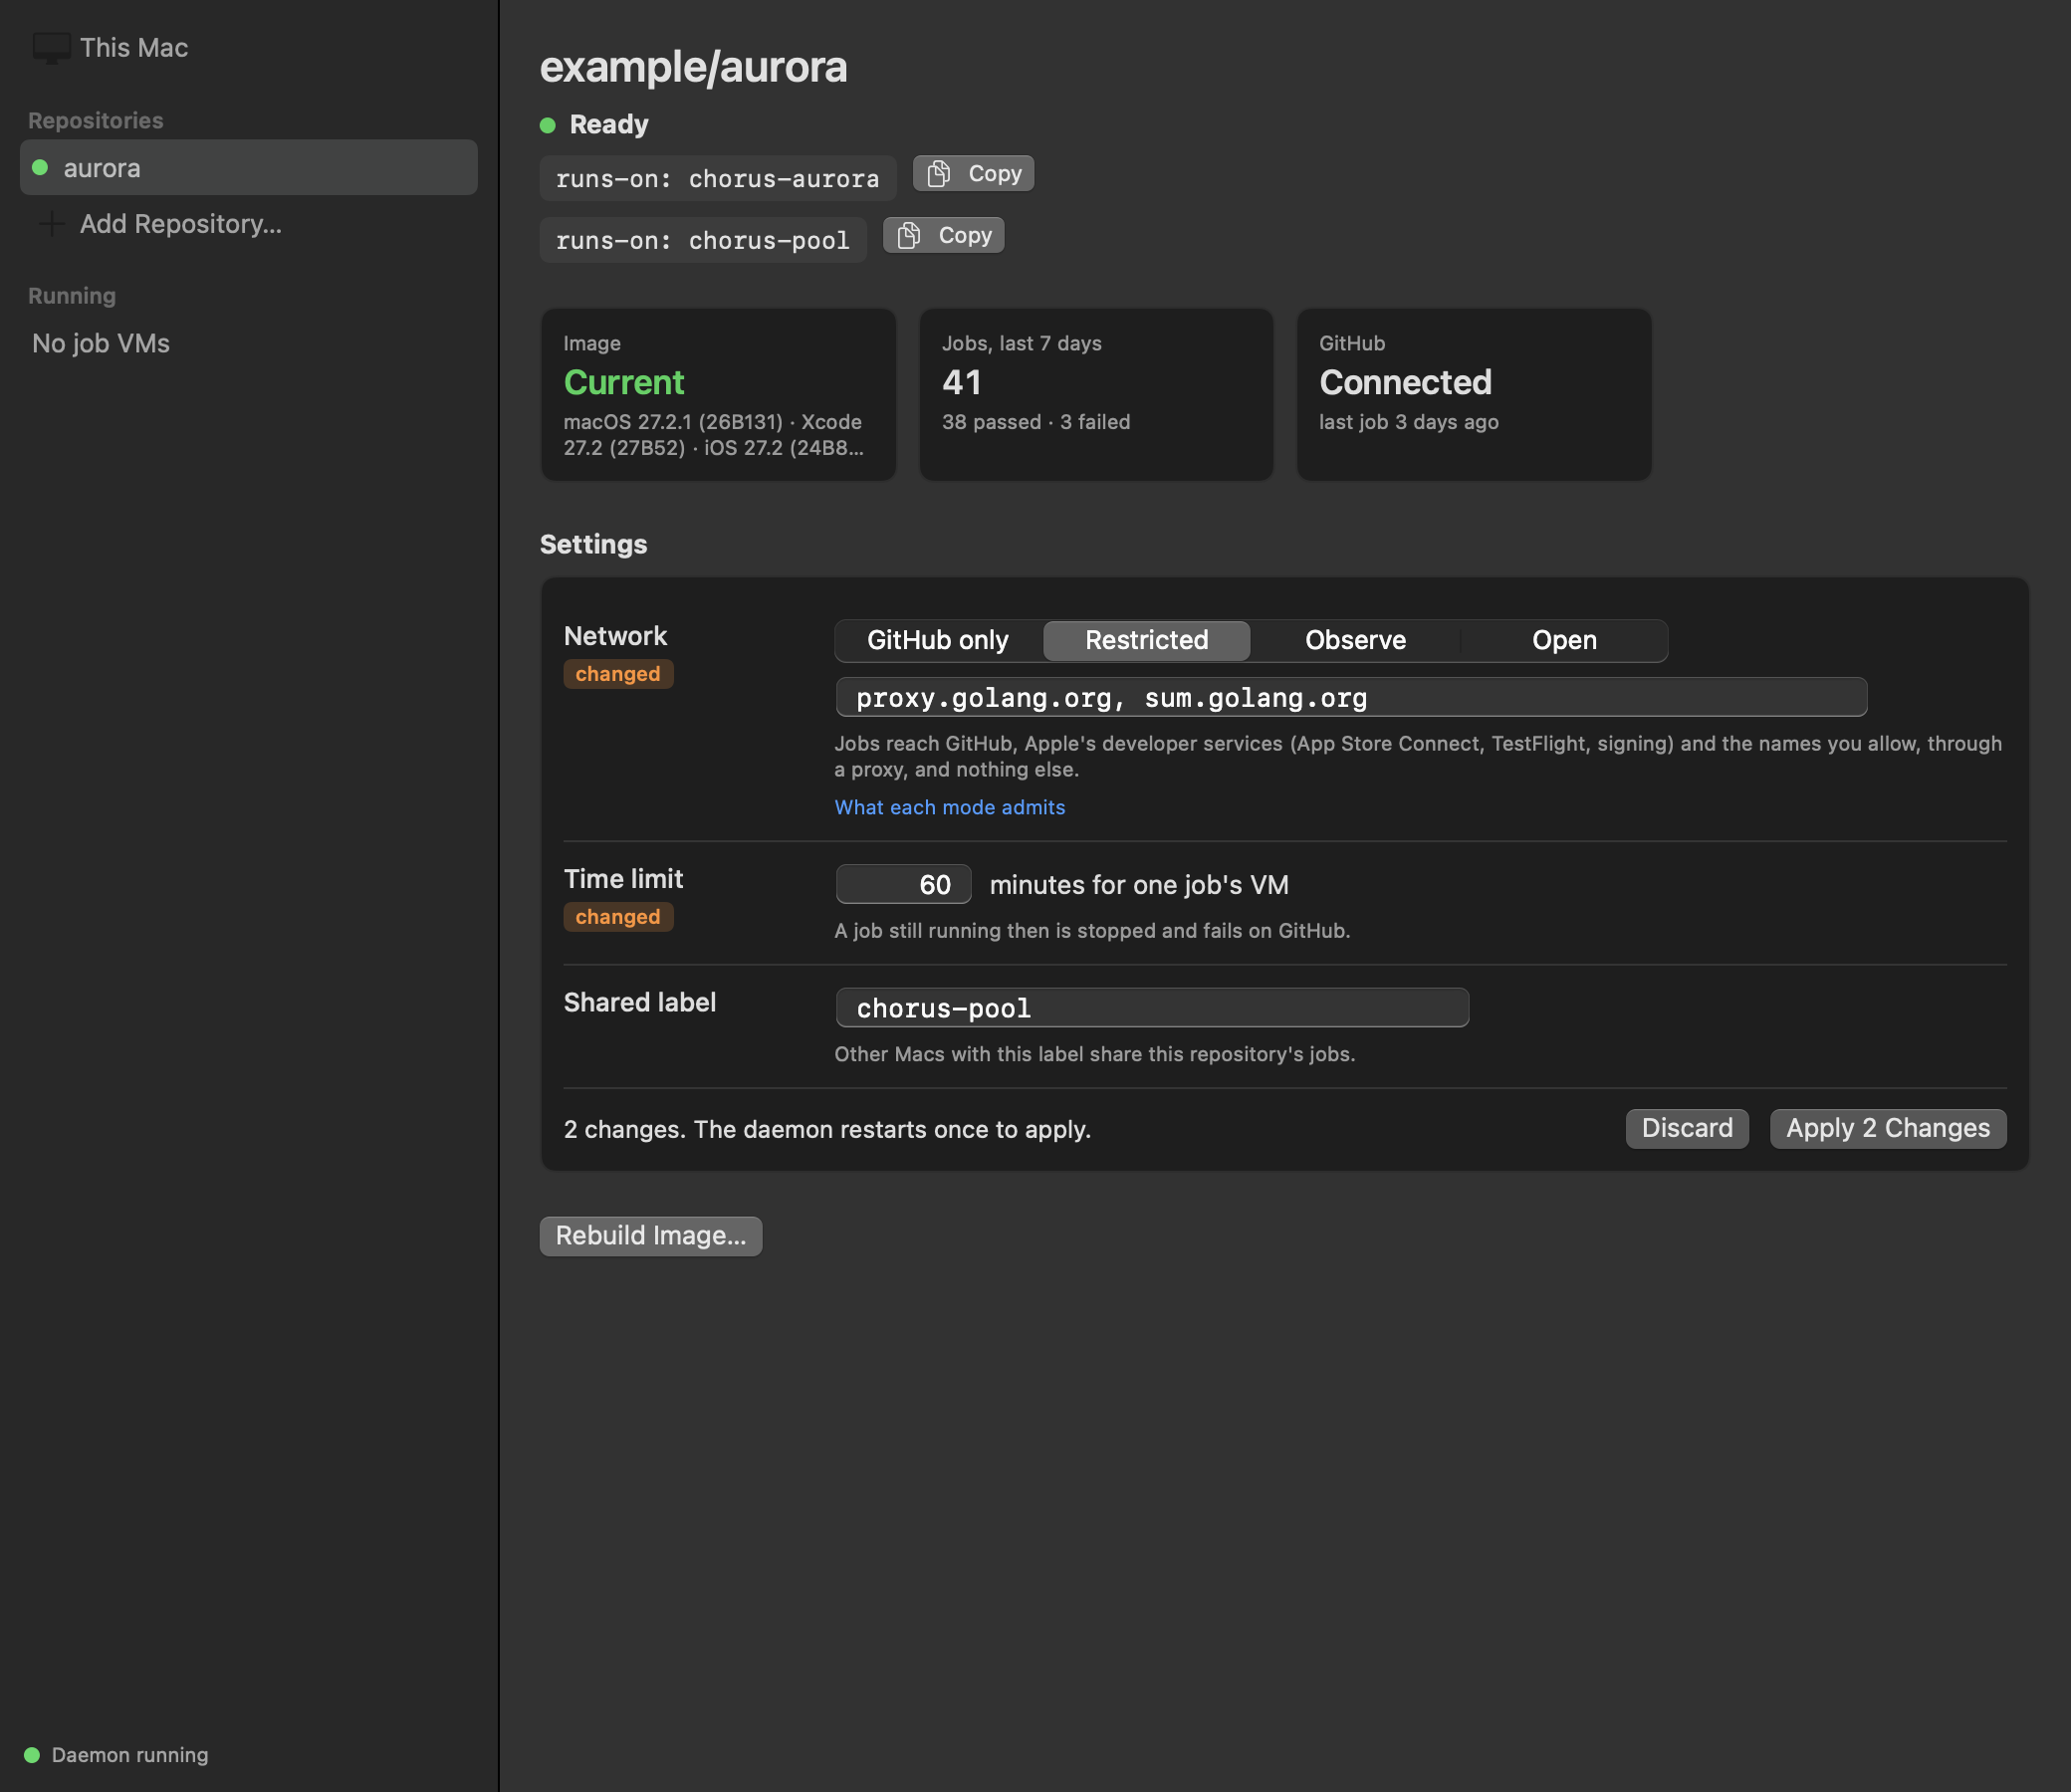 This Mac
Repositories
aurora
Add Repository...
Running
No job VMs
Daemon running
example/aurora
Ready
runs-on: chorus-aurora
Copy
runs-on: chorus-pool
Copy
Image
Current
macOS 27.2.1 (26B131) · Xcode
27.2 (27B52) · iOS 27.2 (24B8...
Jobs, last 7 days
41
38 passed · 3 failed
GitHub
Connected
last job 3 days ago
Settings
Network
changed
GitHub only
Restricted
Observe
Open
proxy.golang.org, sum.golang.org
Jobs reach GitHub, Apple's developer services (App Store Connect, TestFlight, signing) and the names you allow, through
a proxy, and nothing else.
What each mode admits
Time limit
changed
60 minutes for one job's VM
A job still running then is stopped and fails on GitHub.
Shared label
chorus-pool
Other Macs with this label share this repository's jobs.
2 changes. The daemon restarts once to apply.
Discard
Apply 2 Changes
Rebuild Image...